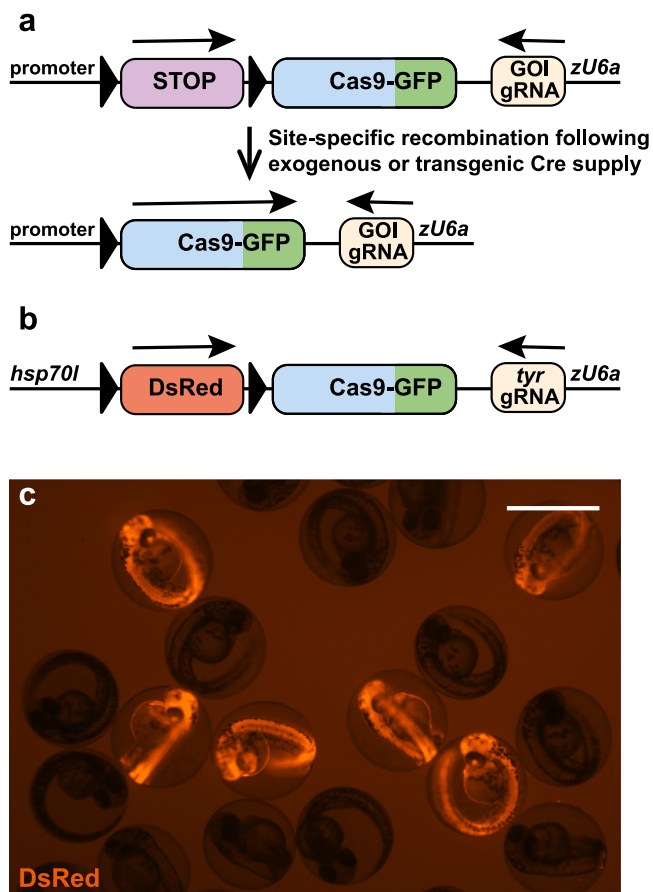 a
promoter STOP Cas9-GFP GOI gRNA zU6a
Site-specific recombination following
exogenous or transgenic Cre supply
promoter Cas9-GFP GOI gRNA zU6a
b
hsp70l DsRed Cas9-GFP tyr gRNA zU6a
c
DsRed